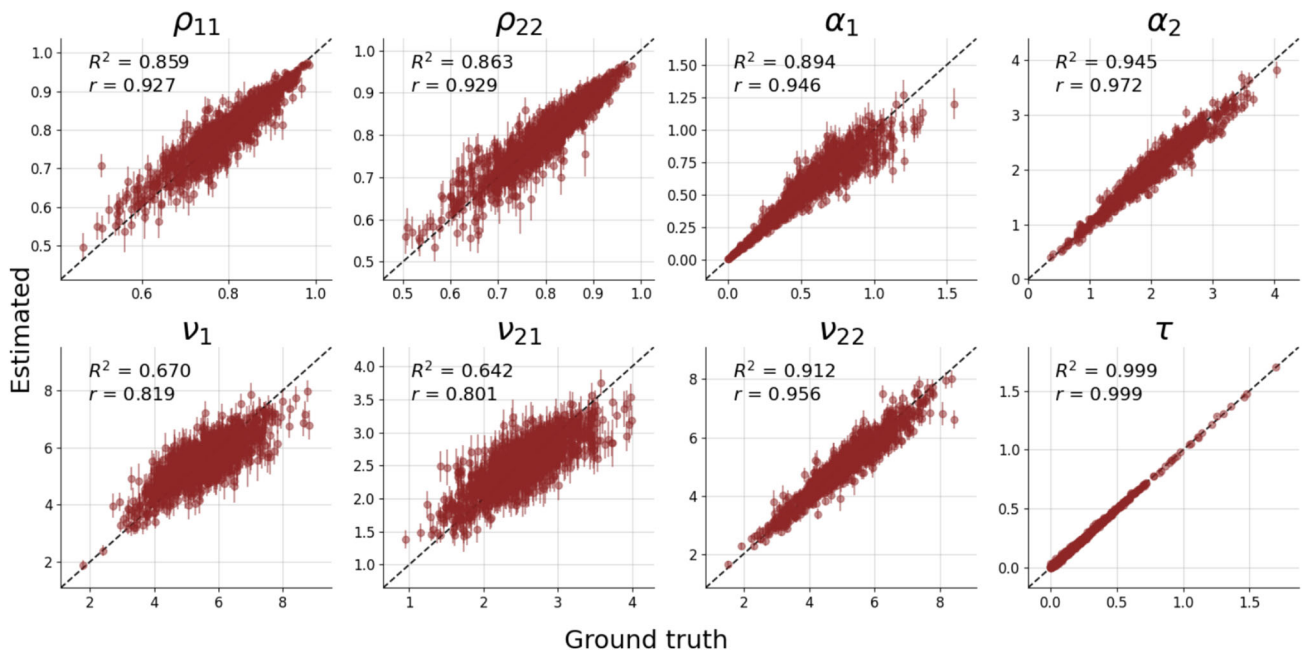 ρ11 ρ22 α1 α2
R² = 0.859
r = 0.927
1.0
0.9
0.8
0.7
0.6
0.5
0.6 0.8 1.0
R² = 0.863
r = 0.929
1.0
0.9
0.8
0.7
0.6
0.5
0.5 0.6 0.7 0.8 0.9 1.0
R² = 0.894
r = 0.946
1.50
1.25
1.00
0.75
0.50
0.25
0.00
0.0 0.5 1.0 1.5
R² = 0.945
r = 0.972
4
3
2
1
0
0 1 2 3 4
Estimated
ν1 ν21 ν22 τ
R² = 0.670
r = 0.819
8
6
4
2
2 4 6 8
R² = 0.642
r = 0.801
4.0
3.5
3.0
2.5
2.0
1.5
1.0
1 2 3 4
R² = 0.912
r = 0.956
8
6
4
2
2 4 6 8
R² = 0.999
r = 0.999
1.5
1.0
0.5
0.0
0.0 0.5 1.0 1.5
Ground truth